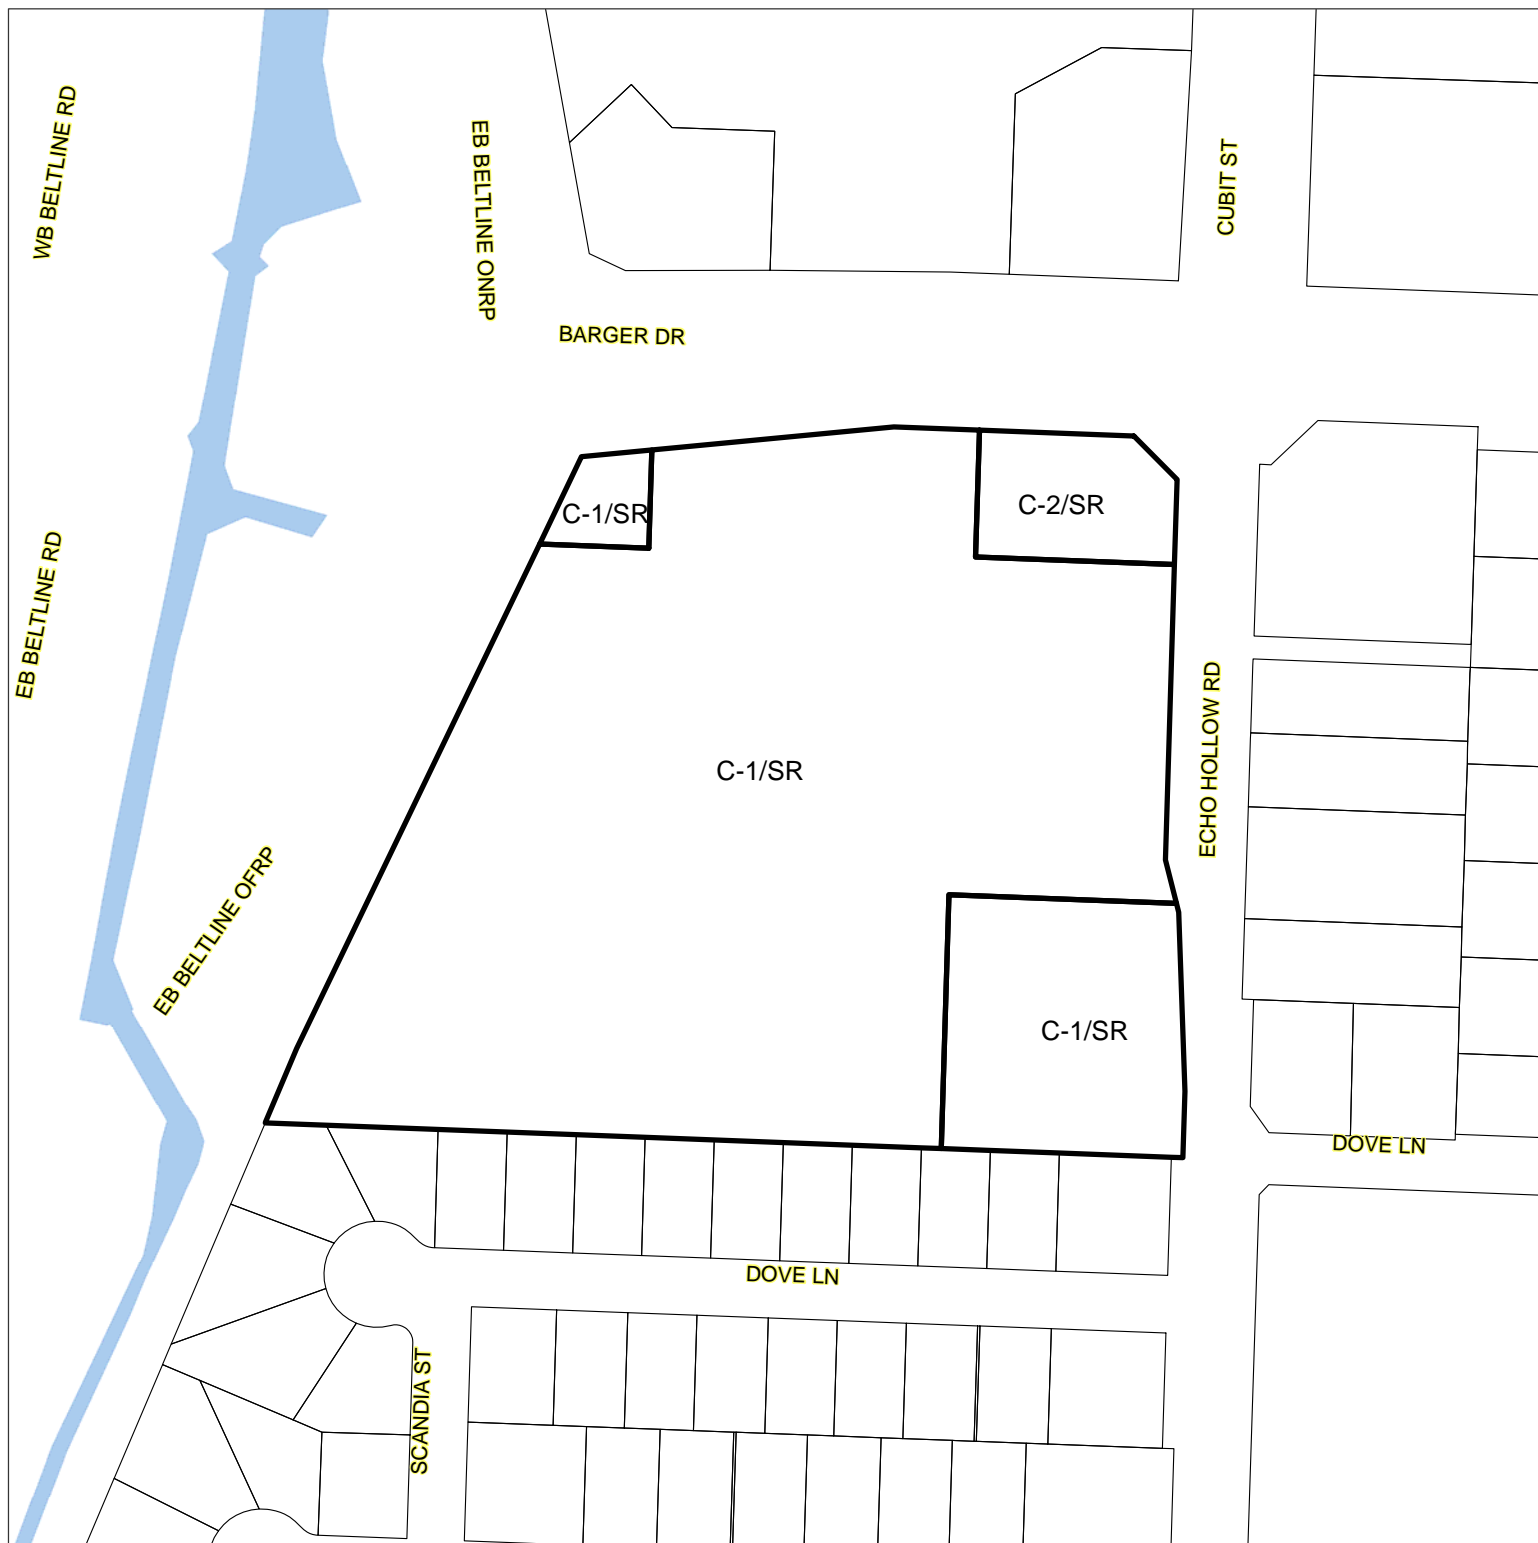 WB BELTLINE RD
EB BELTLINE ONRP
CUBIT ST
BARGER DR
C-1/SR
C-2/SR
EB BELTLINE RD
ECHO HOLLOW RD
C-1/SR
EB BELTLINE OFRP
C-1/SR
DOVE LN
DOVE LN
SCANDIA ST